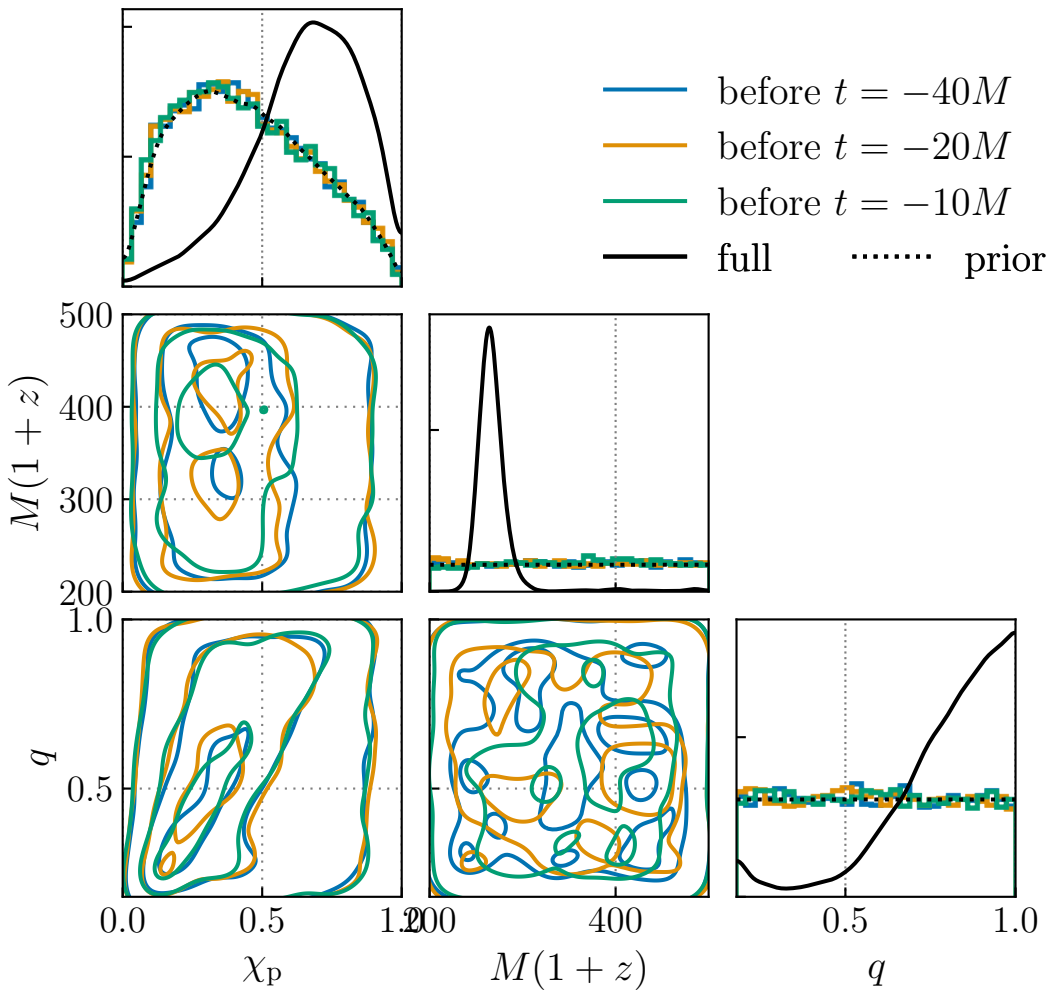 before t = −40M
before t = −20M
before t = −10M
full prior
500
400
300
200
M(1 + z)
1.0
0.5
q
0.0 0.5 1.0 200 400 0.5 1.0
χp M(1 + z) q